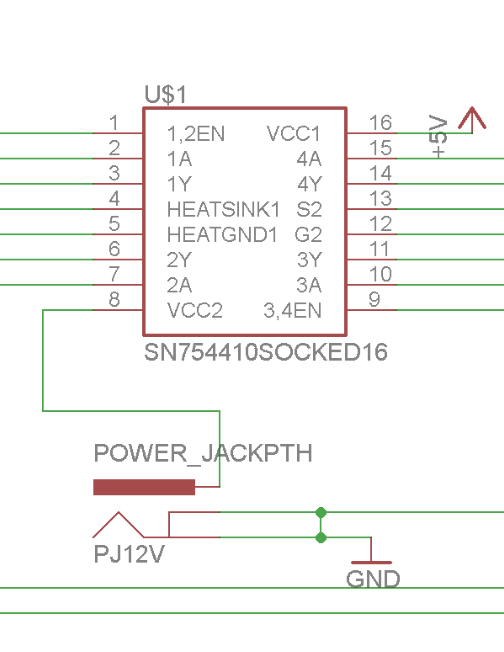 U$1
1 1,2EN VCC1 16 +5V
2 1A 4A 15
3 1Y 4Y 14
4 HEATSINK1 S2 13
5 HEATGND1 G2 12
6 2Y 3Y 11
7 2A 3A 10
8 VCC2 3,4EN 9
SN754410SOCKED16
POWER_JACKPTH
PJ12V
GND